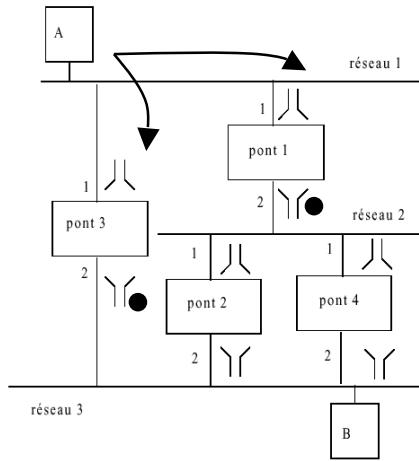 A
réseau 1
1
pont 1
2
1
pont 3
2
réseau 2
1
pont 2
2
1
pont 4
2
réseau 3
B